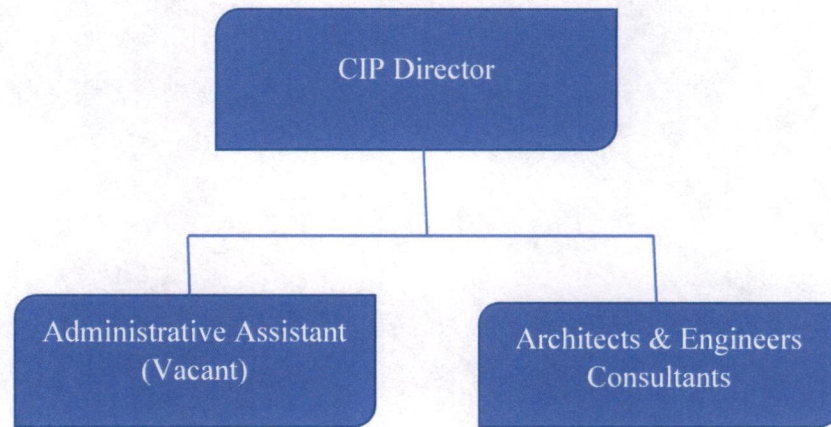 CIP Director
Administrative Assistant
(Vacant)
Architects & Engineers
Consultants